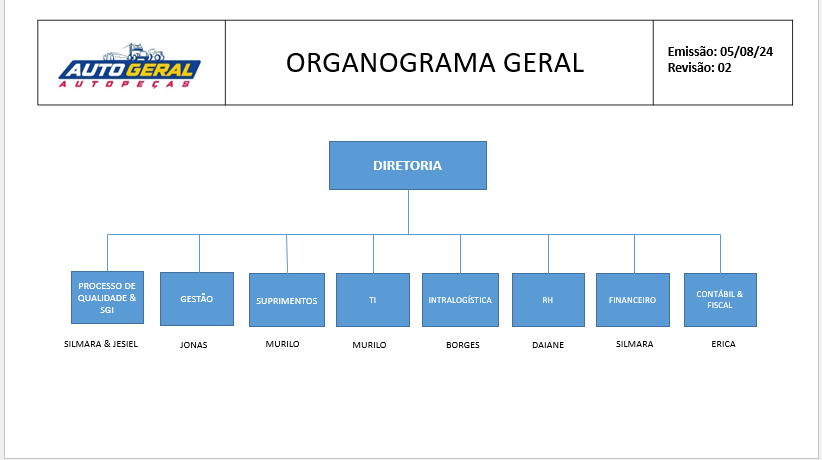 AUTO GERAL
AUTOPEÇAS
ORGANOGRAMA GERAL
Emissão: 05/08/24
Revisão: 02
DIRETORIA
PROCESSO DE
QUALIDADE &
SGI
GESTÃO
SUPRIMENTOS
TI
INTRALOGÍSTICA
RH
FINANCEIRO
CONTÁBIL &
FISCAL
SILMARA & JESIEL
JONAS
MURILO
MURILO
BORGES
DAIANE
SILMARA
ERICA